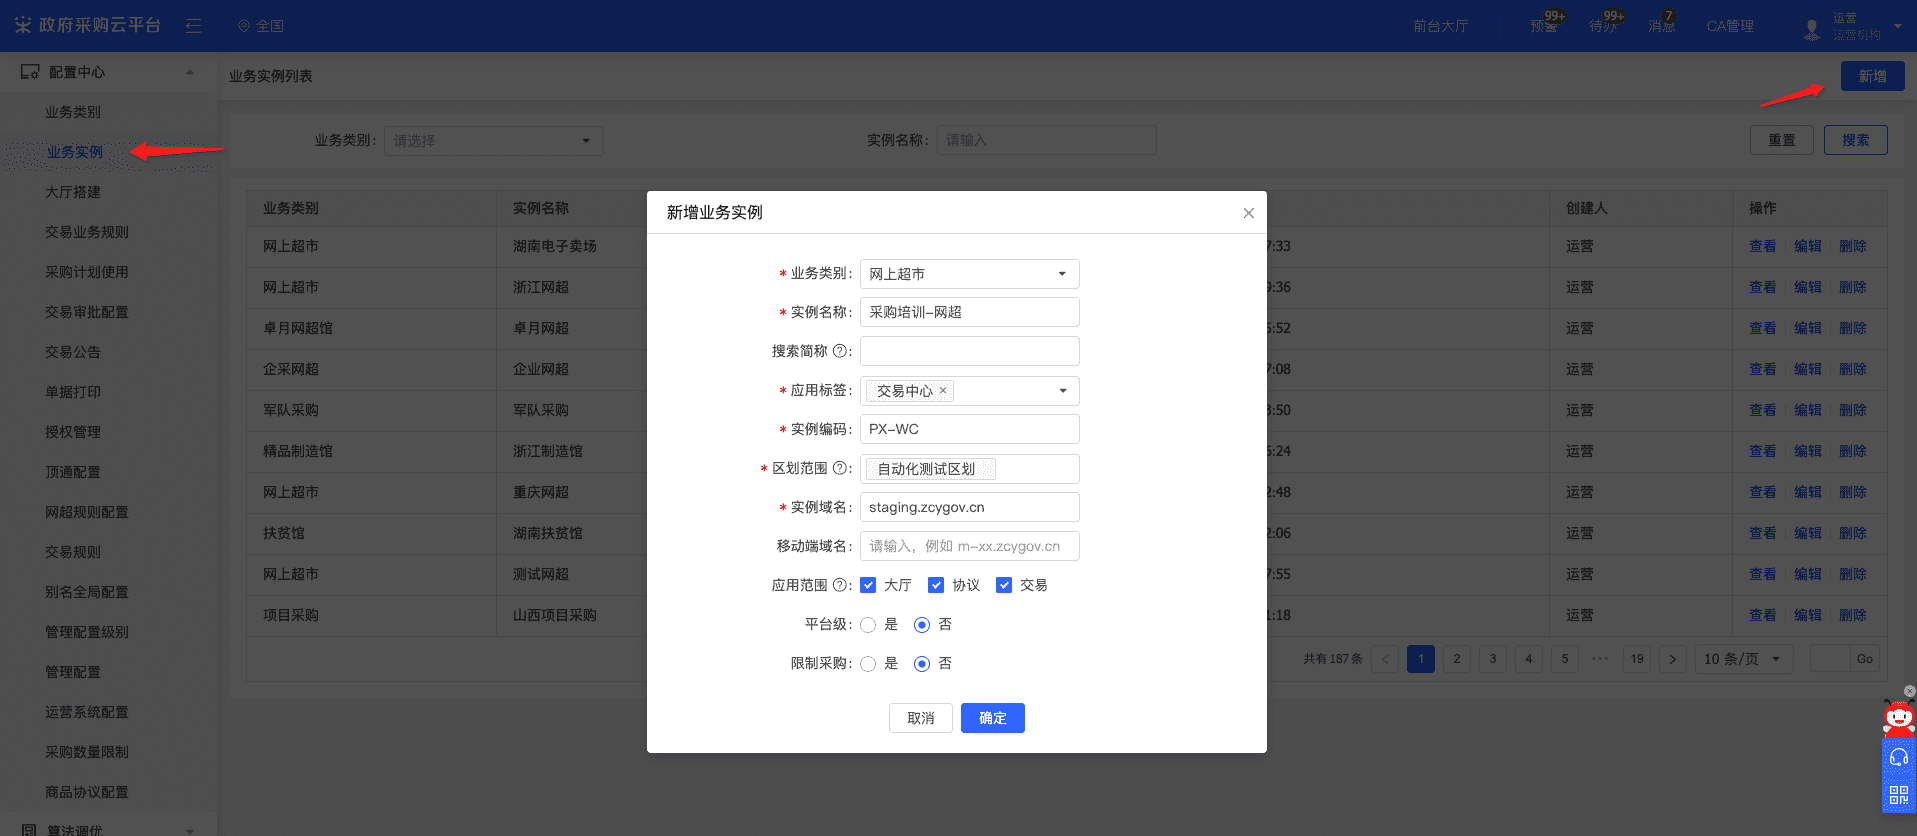 政府采购云平台
全国
前台大厅
预警 99+
待办 99+
消息 7
CA管理
运营
运营机构
配置中心
业务类别
业务实例
大厅搭建
交易业务规则
采购计划使用
交易审批配置
交易公告
单据打印
授权管理
顶通配置
网超规则配置
交易规则
别名全局配置
管理配置级别
管理配置
运营系统配置
采购数量限制
商品协议配置
算法调优
业务实例列表
新增
业务类别: 请选择
实例名称: 请输入
重置 搜索
业务类别 实例名称 创建人 操作
网上超市 湖南电子卖场 7:33 运营 查看 编辑 删除
网上超市 浙江网超 9:36 运营 查看 编辑 删除
卓月网超馆 卓月网超 5:52 运营 查看 编辑 删除
企采网超 企业网超 7:08 运营 查看 编辑 删除
军队采购 军队采购 3:50 运营 查看 编辑 删除
精品制造馆 浙江制造馆 5:24 运营 查看 编辑 删除
网上超市 重庆网超 2:48 运营 查看 编辑 删除
扶贫馆 湖南扶贫馆 2:06 运营 查看 编辑 删除
网上超市 测试网超 7:55 运营 查看 编辑 删除
项目采购 山西项目采购 1:18 运营 查看 编辑 删除
共有187条 < 1 2 3 4 5 ••• 19 > 10 条/页 Go
新增业务实例
* 业务类别: 网上超市
* 实例名称: 采购培训-网超
搜索简称 ?:
* 应用标签: 交易中心 ×
* 实例编码: PX-WC
* 区划范围 ?: 自动化测试区划
* 实例域名: staging.zcygov.cn
移动端域名: 请输入，例如 m-xx.zcygov.cn
应用范围 ?: 大厅 协议 交易
平台级: 是 否
限制采购: 是 否
取消 确定